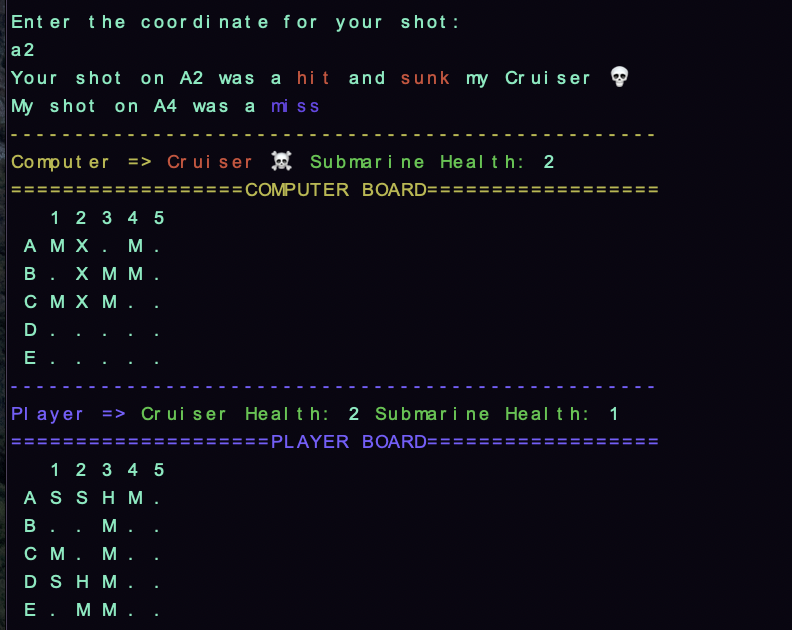 Enter the coordinate for your shot:
a2
Your shot on A2 was a hit and sunk my Cruiser 💀
My shot on A4 was a miss
--------------------------------------------------
Computer => Cruiser ☠️ Submarine Health: 2
==================COMPUTER BOARD==================
1 2 3 4 5
A M X . M .
B . X M M .
C M X M . .
D . . . . .
E . . . . .
--------------------------------------------------
Player => Cruiser Health: 2 Submarine Health: 1
====================PLAYER BOARD==================
1 2 3 4 5
A S S H M .
B . . M . .
C M . M . .
D S H M . .
E . M M . .